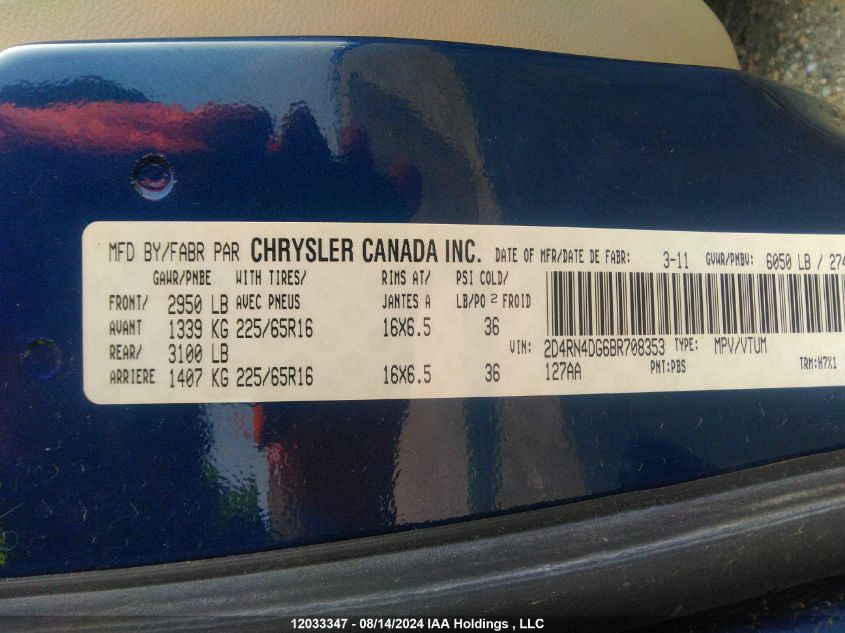 MFD BY/FABR PAR CHRYSLER CANADA INC. DATE OF MFR/DATE DE FABR: 3-11 GVWR/PNBV: 6050 LB / 274
GAWR/PNBE WITH TIRES/ RIMS AT/ PSI COLD/
FRONT/ 2950 LB AVEC PNEUS JANTES A LB/PO 2 FROID
AVANT 1339 KG 225/65R16 16X6.5 36
REAR/ 3100 LB VIN: 2D4RN4DG6BR708353 TYPE: MPV/VTUM
ARRIERE 1407 KG 225/65R16 16X6.5 36 127AA PNT:PBS TRM:H7X1
12033347 - 08/14/2024 IAA Holdings , LLC